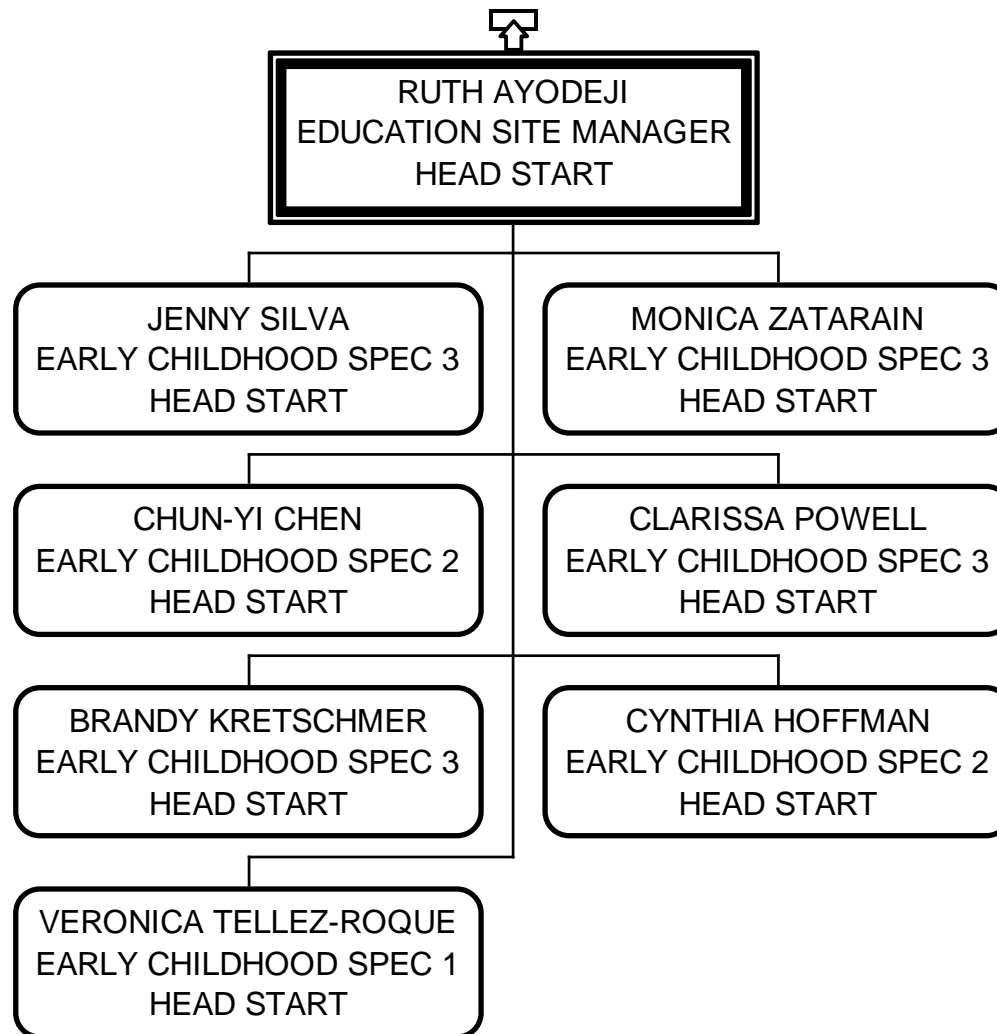 RUTH AYODEJI
EDUCATION SITE MANAGER
HEAD START
JENNY SILVA
EARLY CHILDHOOD SPEC 3
HEAD START
MONICA ZATARAIN
EARLY CHILDHOOD SPEC 3
HEAD START
CHUN-YI CHEN
EARLY CHILDHOOD SPEC 2
HEAD START
CLARISSA POWELL
EARLY CHILDHOOD SPEC 3
HEAD START
BRANDY KRETSCHMER
EARLY CHILDHOOD SPEC 3
HEAD START
CYNTHIA HOFFMAN
EARLY CHILDHOOD SPEC 2
HEAD START
VERONICA TELLEZ-ROQUE
EARLY CHILDHOOD SPEC 1
HEAD START